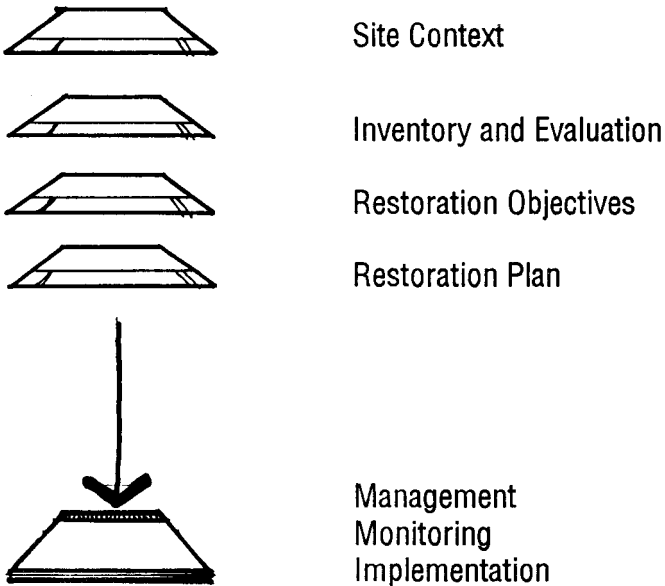 Site Context
Inventory and Evaluation
Restoration Objectives
Restoration Plan
Management
Monitoring
Implementation